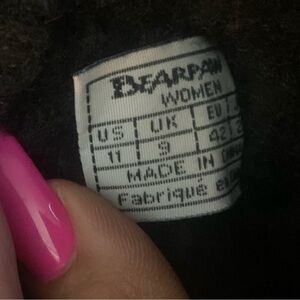 BEARPAW
WOMEN
US UK EU
11 9 42
MADE IN
Fabriqué